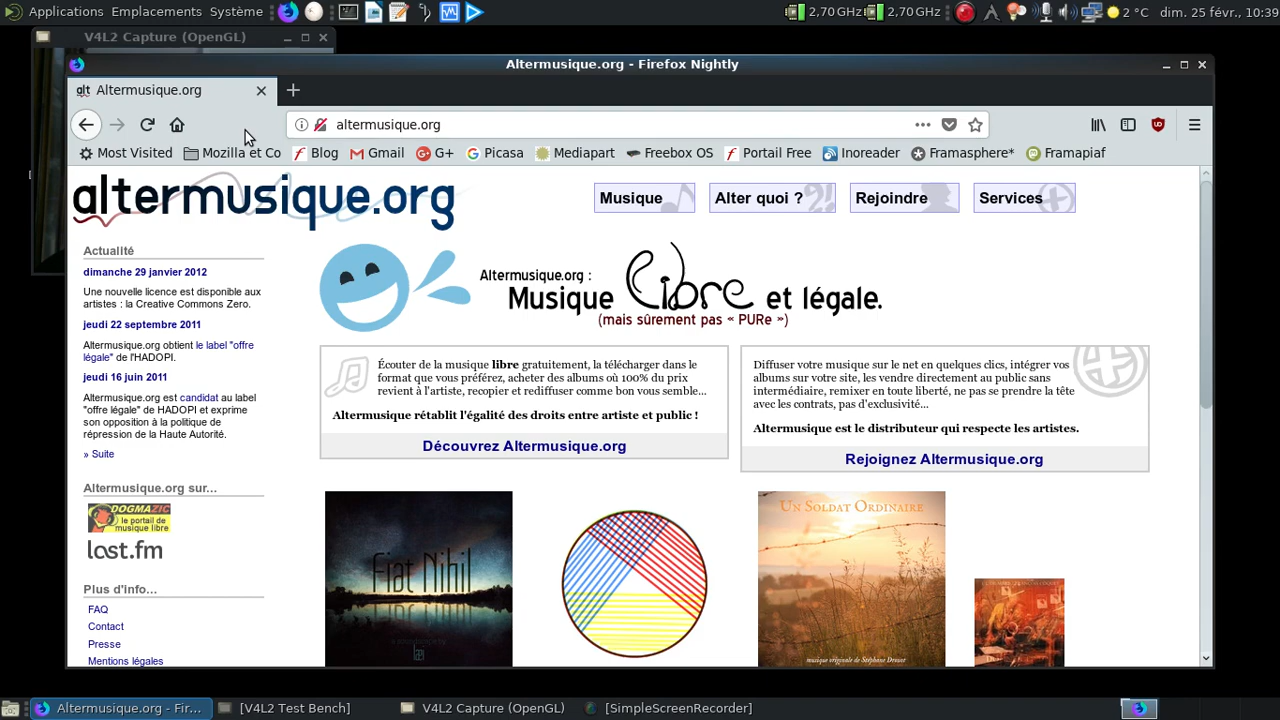 Applications Emplacements Système
2,70 GHz 2,70 GHz
2 °C dim. 25 févr., 10:39
V4L2 Capture (OpenGL)
Altermusique.org - Firefox Nightly
alt Altermusique.org
altermusique.org
Most Visited Mozilla et Co Blog Gmail G+ Picasa Mediapart Freebox OS Portail Free Inoreader Framasphere* Framapiaf
altermusique.org
Musique Alter quoi ? Rejoindre Services
Actualité
dimanche 29 janvier 2012
Une nouvelle licence est disponible aux
artistes : la Creative Commons Zero.
jeudi 22 septembre 2011
Altermusique.org obtient le label "offre
légale" de l'HADOPI.
jeudi 16 juin 2011
Altermusique.org est candidat au label
"offre légale" de HADOPI et exprime
son opposition à la politique de
répression de la Haute Autorité.
» Suite
Altermusique.org sur...
DOGMAZIC
le portail de
musique libre
last.fm
Plus d'info...
FAQ
Contact
Presse
Mentions légales
Altermusique.org :
Musique libre et légale.
(mais sûrement pas « PURe »)
Écouter de la musique libre gratuitement, la télécharger dans le
format que vous préférez, acheter des albums où 100% du prix
revient à l'artiste, recopier et rediffuser comme bon vous semble...
Altermusique rétablit l'égalité des droits entre artiste et public !
Découvrez Altermusique.org
Diffuser votre musique sur le net en quelques clics, intégrer vos
albums sur votre site, les vendre directement au public sans
intermédiaire, remixer en toute liberté, ne pas se prendre la tête
avec les contrats, pas d'exclusivité...
Altermusique est le distributeur qui respecte les artistes.
Rejoignez Altermusique.org
Fiat Nihil
Un Soldat Ordinaire
musique originale de Stéphane Drouot
Altermusique.org - Fir... [V4L2 Test Bench] V4L2 Capture (OpenGL) [SimpleScreenRecorder]